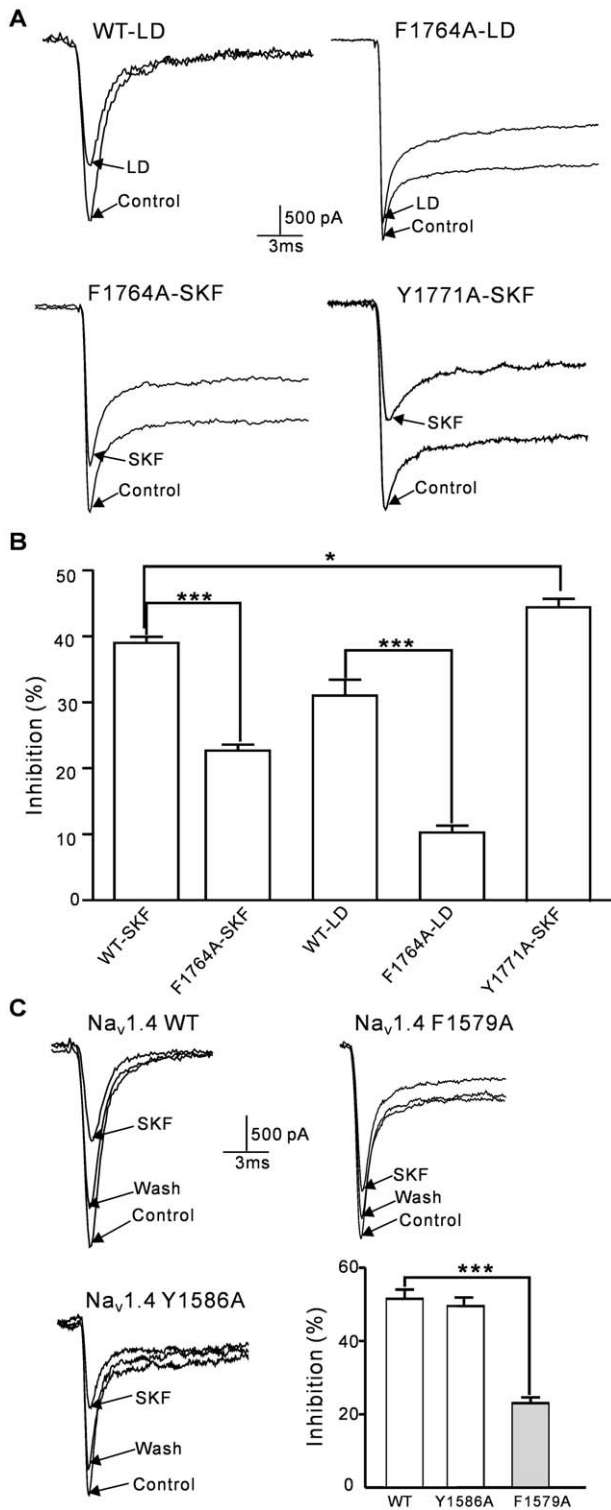 A
WT-LD
F1764A-LD
LD
Control
500 pA
3ms
LD
Control
F1764A-SKF
Y1771A-SKF
SKF
Control
SKF
Control
B
Inhibition (%)
50
40
30
20
10
0
*
***
***
WT-SKF
F1764A-SKF
WT-LD
F1764A-LD
Y1771A-SKF
C
Nav1.4 WT
Nav1.4 F1579A
SKF
Wash
Control
500 pA
3ms
SKF
Wash
Control
Nav1.4 Y1586A
SKF
Wash
Control
Inhibition (%)
60
40
20
0
***
WT Y1586A F1579A